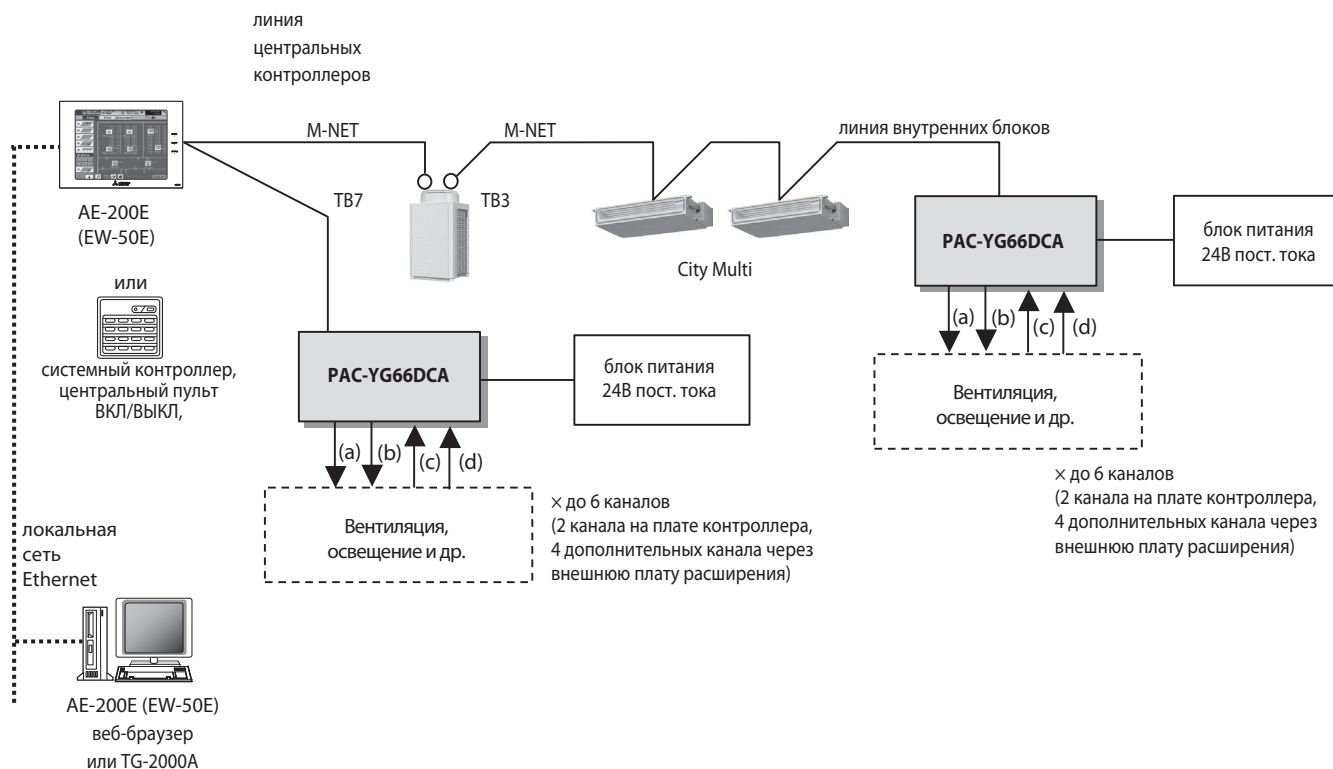 линия
центральных
контроллеров
M-NET
M-NET
линия внутренних блоков
TB7
TB3
AE-200E
(EW-50E)
или
системный контроллер,
центральный пульт
ВКЛ/ВЫКЛ,
City Multi
PAC-YG66DCA
блок питания
24В пост. тока
(a)
(b)
(c)
(d)
Вентиляция,
освещение и др.
× до 6 каналов
(2 канала на плате контроллера,
4 дополнительных канала через
внешнюю плату расширения)
PAC-YG66DCA
блок питания
24В пост. тока
(a)
(b)
(c)
(d)
Вентиляция,
освещение и др.
× до 6 каналов
(2 канала на плате контроллера,
4 дополнительных канала через
внешнюю плату расширения)
локальная
сеть
Ethernet
AE-200E (EW-50E)
веб-браузер
или TG-2000A